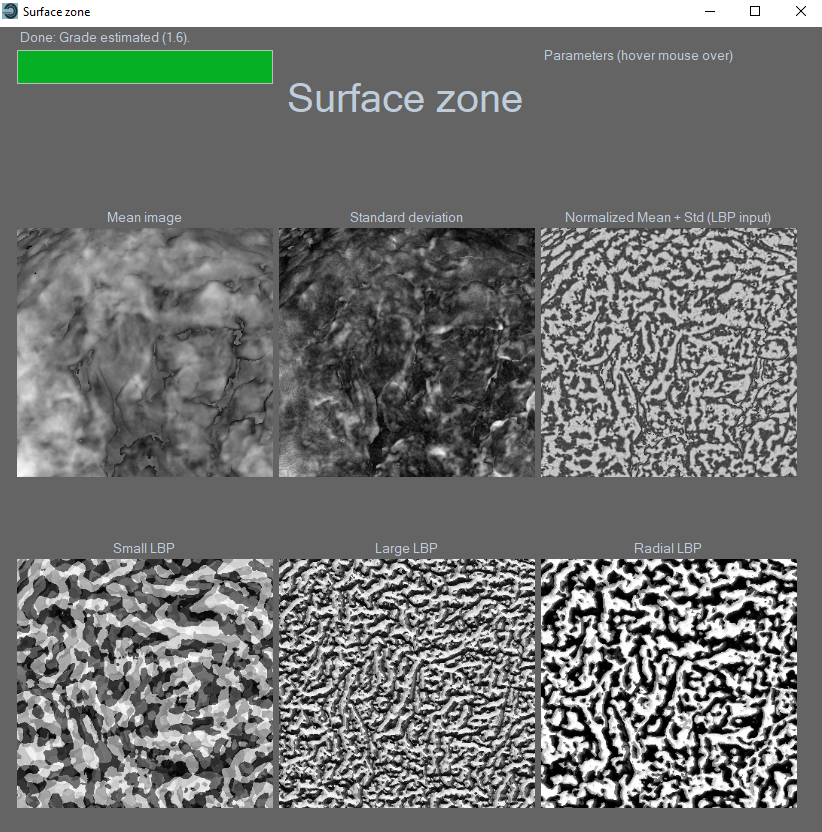 Surface zone
Done: Grade estimated (1.6).
Parameters (hover mouse over)
Surface zone
Mean image
Standard deviation
Normalized Mean + Std (LBP input)
Small LBP
Large LBP
Radial LBP